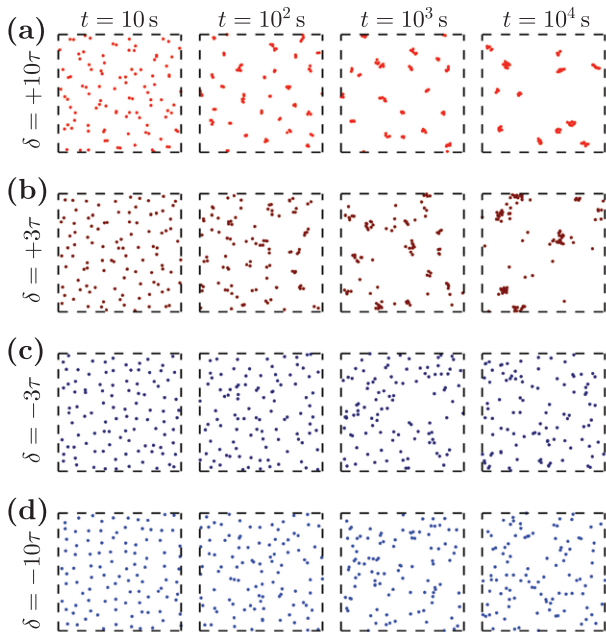 t = 10 s t = 10² s t = 10³ s t = 10⁴ s
(a)
δ = +10τ
(b)
δ = +3τ
(c)
δ = −3τ
(d)
δ = −10τ